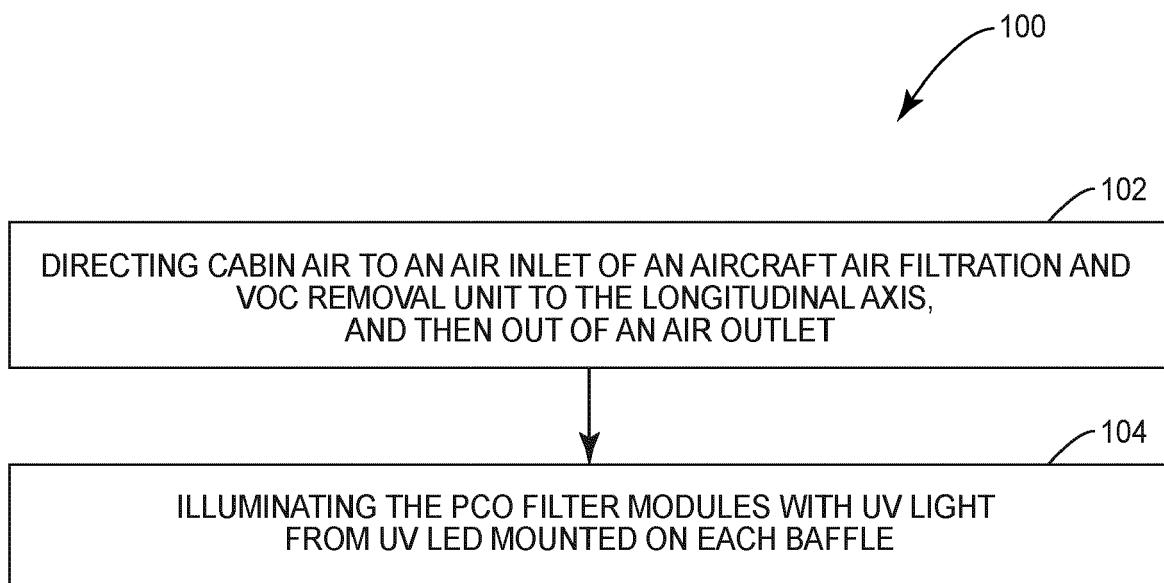 100
102
DIRECTING CABIN AIR TO AN AIR INLET OF AN AIRCRAFT AIR FILTRATION AND
VOC REMOVAL UNIT TO THE LONGITUDINAL AXIS,
AND THEN OUT OF AN AIR OUTLET
104
ILLUMINATING THE PCO FILTER MODULES WITH UV LIGHT
FROM UV LED MOUNTED ON EACH BAFFLE